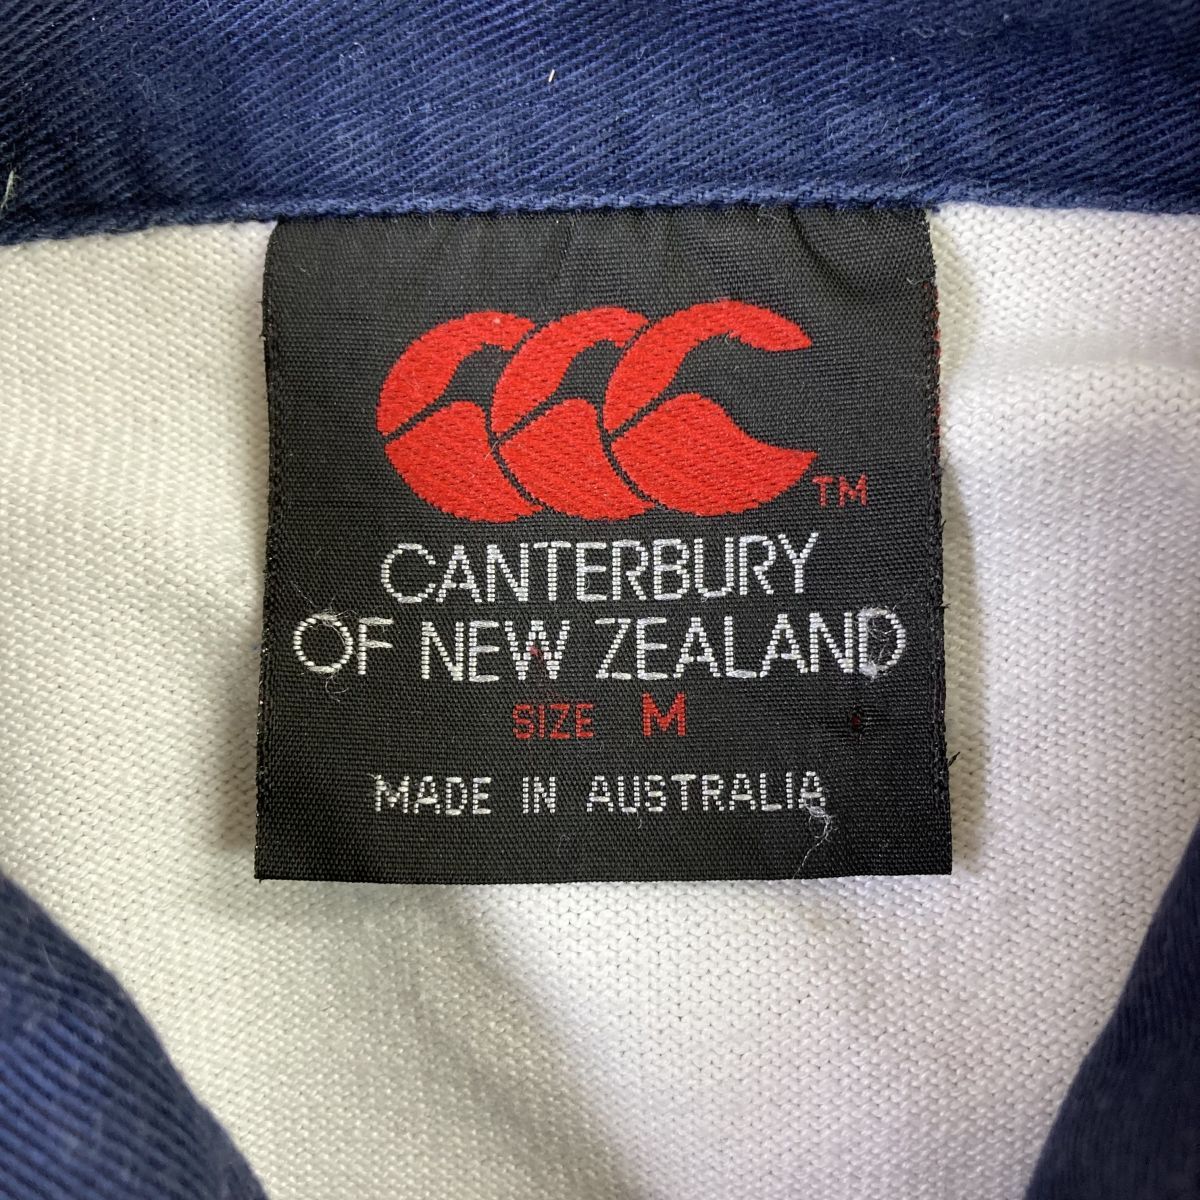 TM
CANTERBURY
OF NEW ZEALAND
SIZE M
MADE IN AUSTRALIA